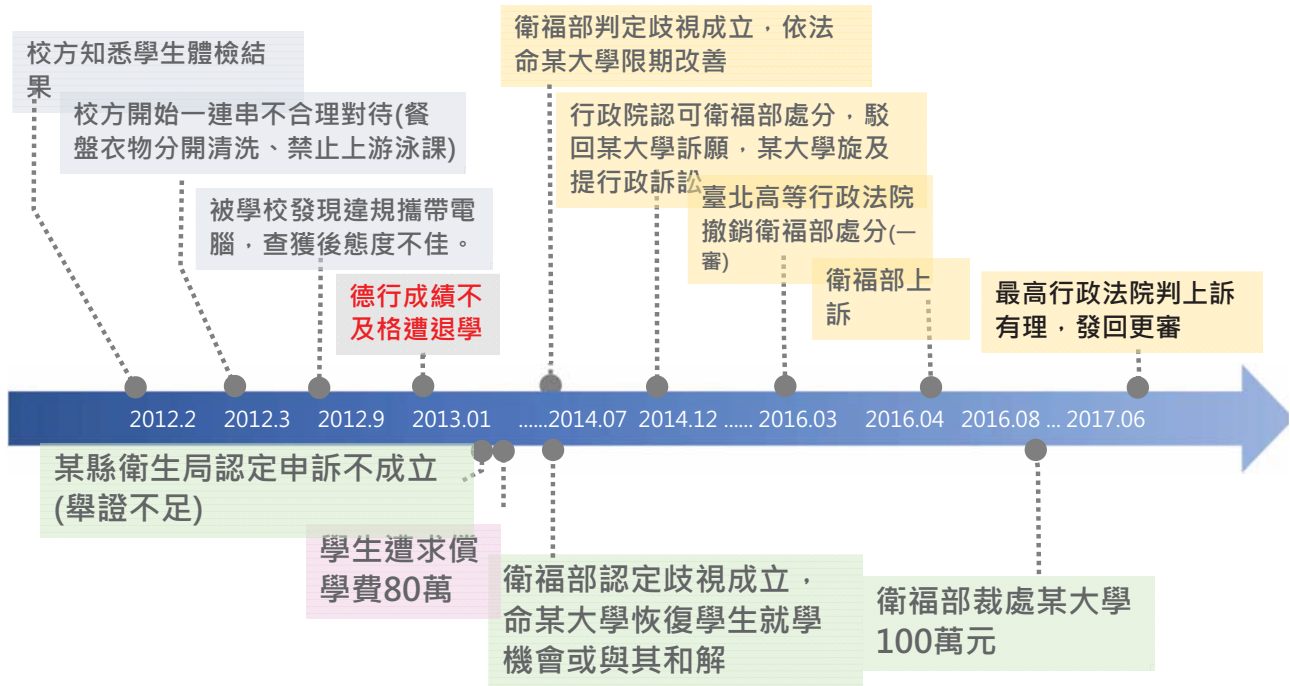 校方知悉學生體檢結
果
校方開始一連串不合理對待(餐
盤衣物分開清洗、禁止上游泳課)
被學校發現違規攜帶電
腦，查獲後態度不佳。
德行成績不
及格遭退學
衛福部判定歧視成立，依法
命某大學限期改善
行政院認可衛福部處分，駁
回某大學訴願，某大學旋及
提行政訴訟
臺北高等行政法院
撤銷衛福部處分(一
審)
衛福部上
訴
最高行政法院判上訴
有理，發回更審
2012.2 2012.3 2012.9 2013.01 ......2014.07 2014.12 ...... 2016.03 2016.04 2016.08 ... 2017.06
某縣衛生局認定申訴不成立
(舉證不足)
學生遭求償
學費80萬
衛福部認定歧視成立，
命某大學恢復學生就學
機會或與其和解
衛福部裁處某大學
100萬元